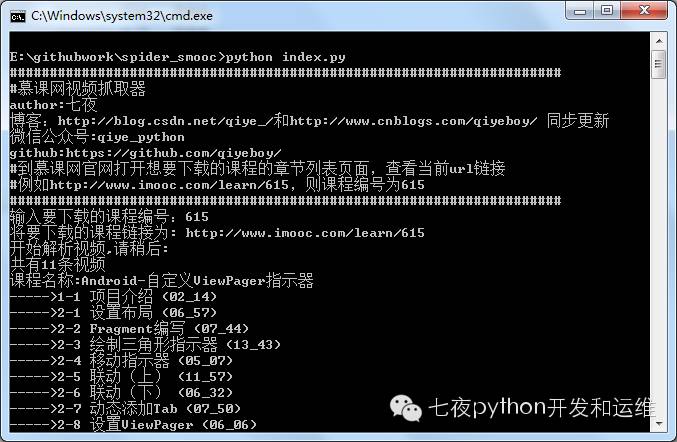 C:\Windows\system32\cmd.exe
E:\githubwork\spider_smooc>python index.py
#####################################################################
#慕课网视频抓取器
author:七夜
博客：http://blog.csdn.net/qiye_/和http://www.cnblogs.com/qiyeboy/ 同步更新
微信公众号:qiye_python
github:https://github.com/qiyeboy/
#到慕课网官网打开想要下载的课程的章节列表页面，查看当前url链接
#例如http://www.imooc.com/learn/615，则课程编号为615
#####################################################################
输入要下载的课程编号：615
将要下载的课程链接为: http://www.imooc.com/learn/615
开始解析视频,请稍后:
共有11条视频
课程名称:Android-自定义ViewPager指示器
----->1-1 项目介绍 (02_14)
----->2-1 设置布局 (06_57)
----->2-2 Fragment编写 (07_44)
----->2-3 绘制三角形指示器 (13_43)
----->2-4 移动指示器 (05_07)
----->2-5 联动（上） (11_57)
----->2-6 联动（下） (06_32)
----->2-7 动态添加Tab (07_50)
----->2-8 设置ViewPager (06_06)
七夜python开发和运维